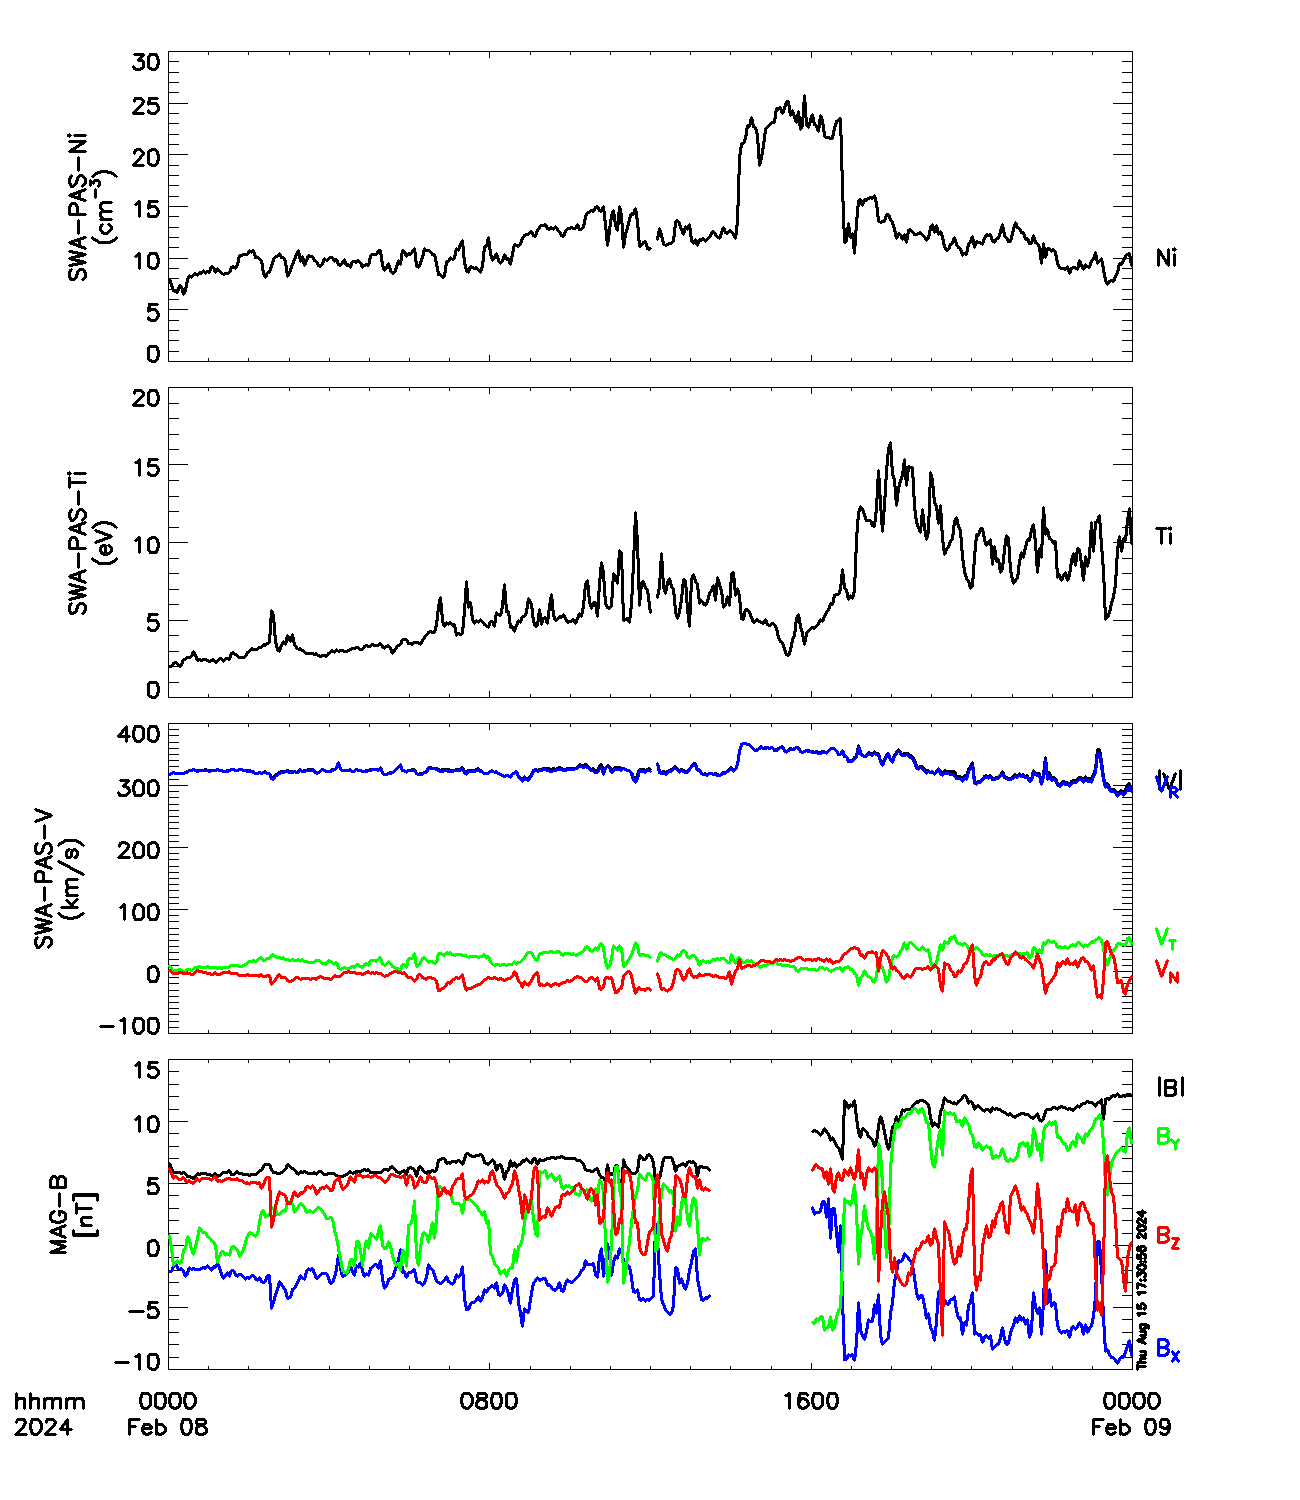 SWA-PAS-Ni
(cm-3)
30
25
20
15
10
5
0
Ni
SWA-PAS-Ti
(eV)
20
15
10
5
0
Ti
SWA-PAS-V
(km/s)
400
300
200
100
0
-100
|V|
VR
VT
VN
MAG-B
[nT]
15
10
5
0
-5
-10
|B|
BY
BZ
BX
Thu Aug 15 17:30:56 2024
hhmm 0000 0800 1600 0000
2024 Feb 08 Feb 09